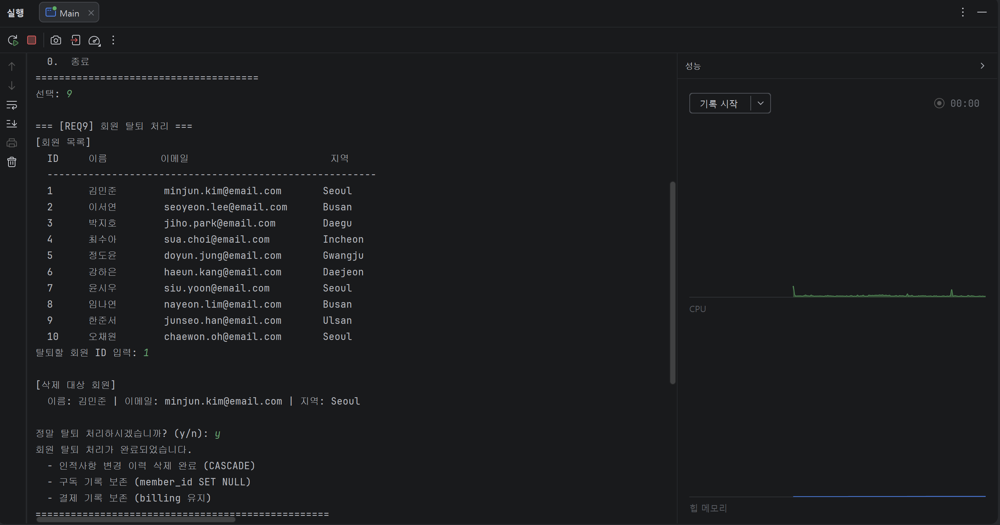 실행
Main
0. 종료
======================================
선택: 9
=== [REQ9] 회원 탈퇴 처리 ===
[회원 목록]
ID 이름 이메일 지역
--------------------------------------------------------
1 김민준 minjun.kim@email.com Seoul
2 이서연 seoyeon.lee@email.com Busan
3 박지호 jiho.park@email.com Daegu
4 최수아 sua.choi@email.com Incheon
5 정도윤 doyun.jung@email.com Gwangju
6 강하은 haeun.kang@email.com Daejeon
7 윤시우 siu.yoon@email.com Seoul
8 임나연 nayeon.lim@email.com Busan
9 한준서 junseo.han@email.com Ulsan
10 오채원 chaewon.oh@email.com Seoul
탈퇴할 회원 ID 입력: 1
[삭제 대상 회원]
이름: 김민준 | 이메일: minjun.kim@email.com | 지역: Seoul
정말 탈퇴 처리하시겠습니까? (y/n): y
회원 탈퇴 처리가 완료되었습니다.
- 인적사항 변경 이력 삭제 완료 (CASCADE)
- 구독 기록 보존 (member_id SET NULL)
- 결제 기록 보존 (billing 유지)
==================================================
성능
기록 시작
00:00
CPU
힙 메모리